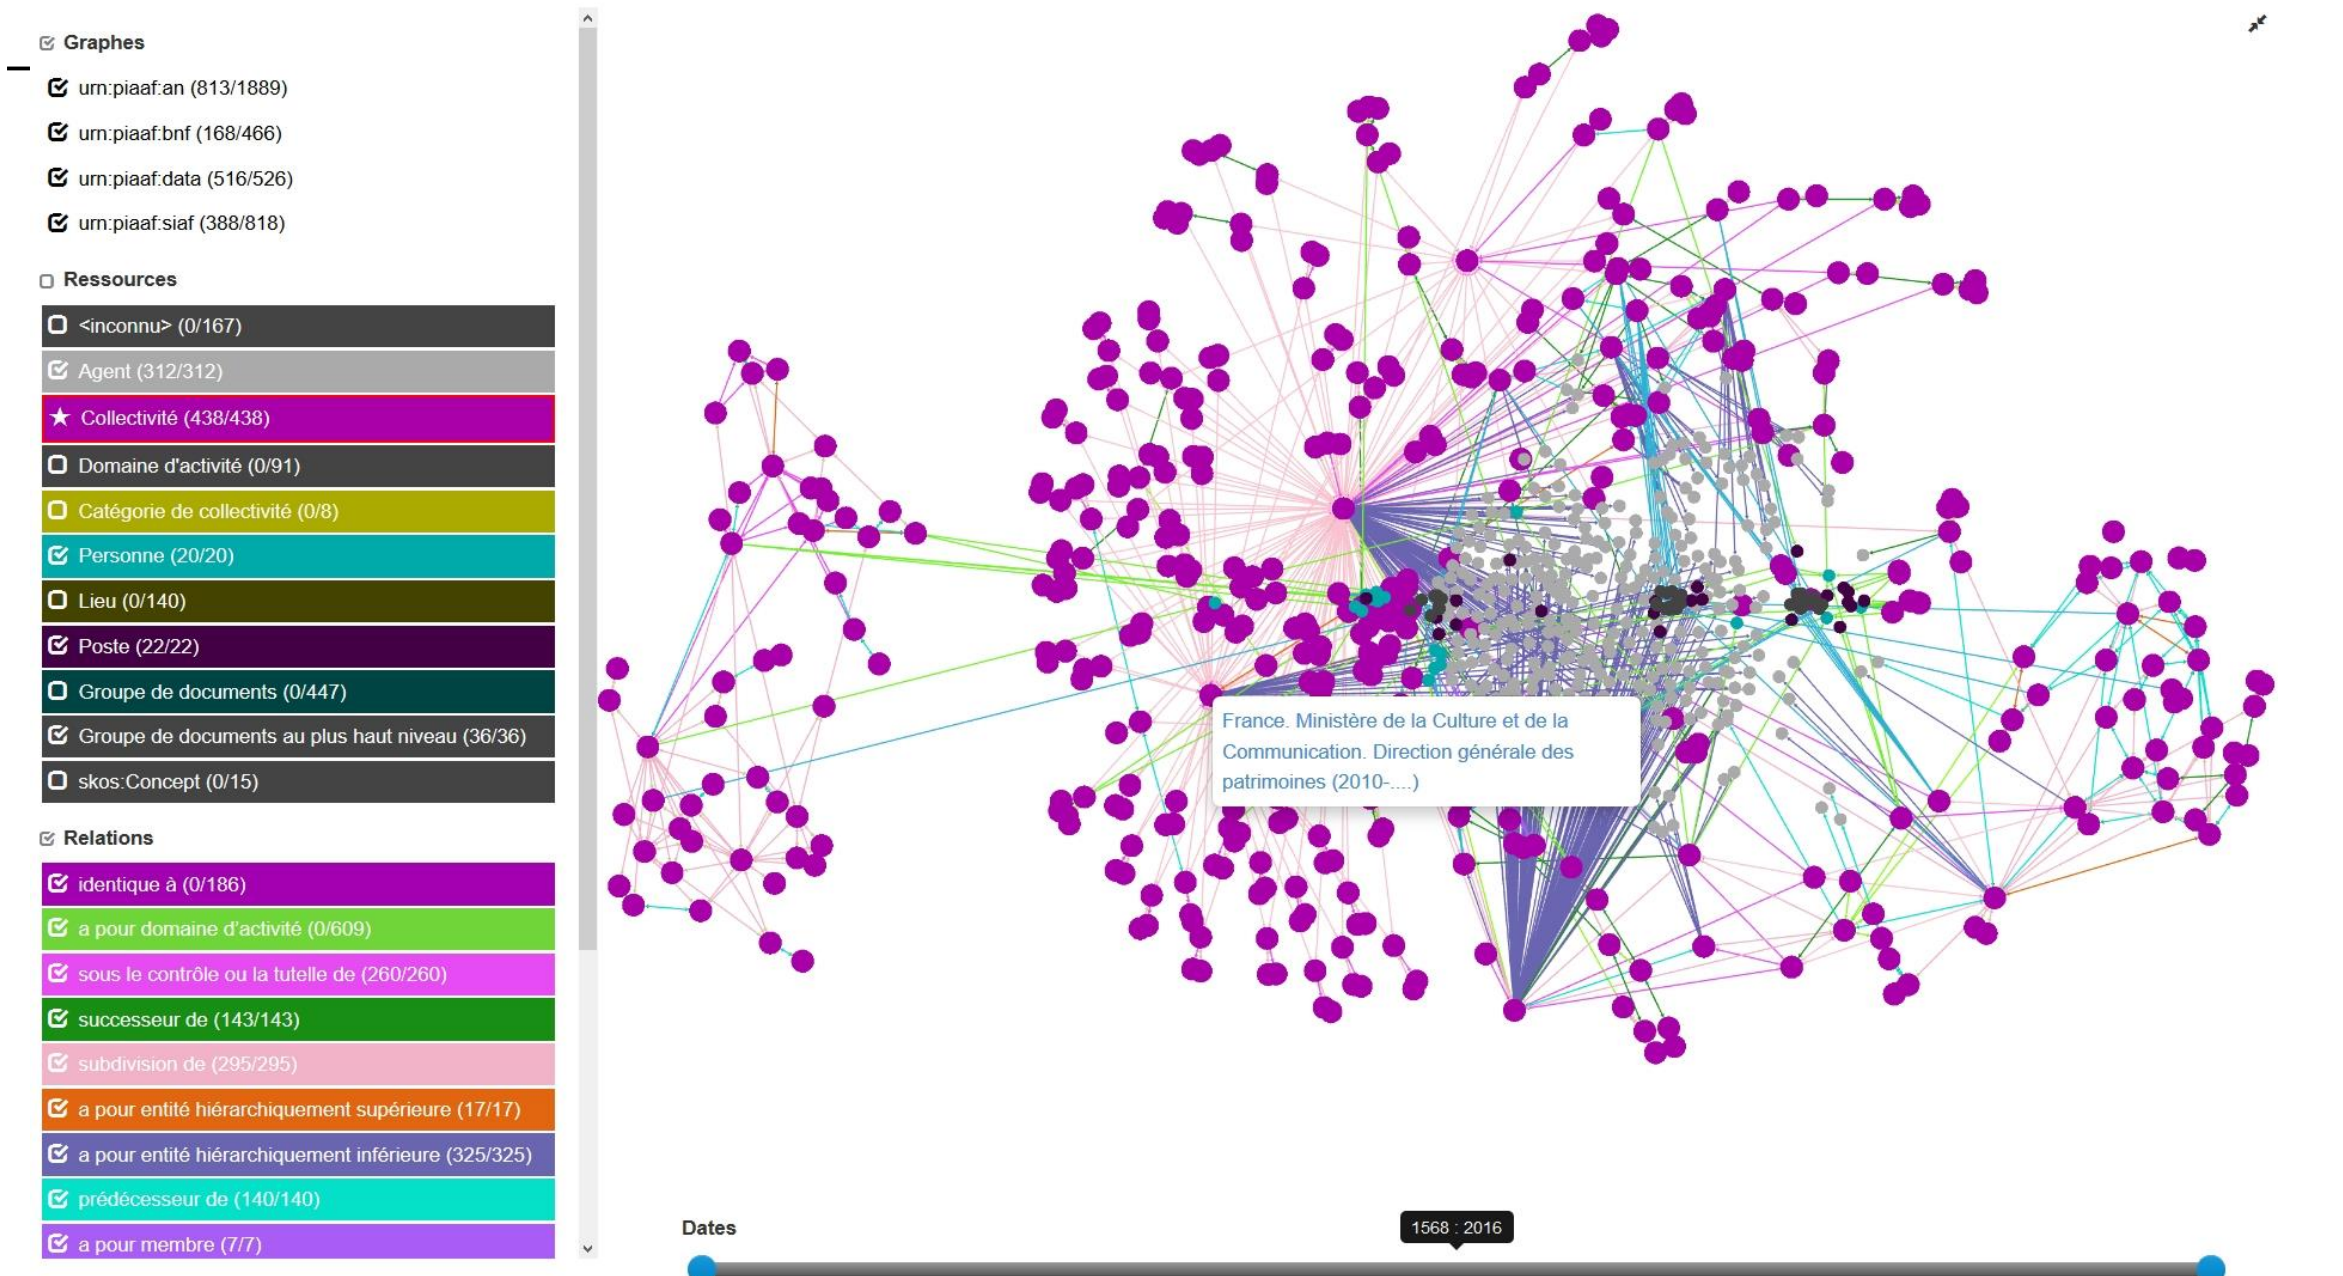 Graphes
urn:piaaf:an (813/1889)
urn:piaaf:bnf (168/466)
urn:piaaf:data (516/526)
urn:piaaf:siaf (388/818)
Ressources
<inconnu> (0/167)
Agent (312/312)
Collectivité (438/438)
Domaine d'activité (0/91)
Catégorie de collectivité (0/8)
Personne (20/20)
Lieu (0/140)
Poste (22/22)
Groupe de documents (0/447)
Groupe de documents au plus haut niveau (36/36)
skos:Concept (0/15)
Relations
identique à (0/186)
a pour domaine d'activité (0/609)
sous le contrôle ou la tutelle de (260/260)
successeur de (143/143)
subdivision de (295/295)
a pour entité hiérarchiquement supérieure (17/17)
a pour entité hiérarchiquement inférieure (325/325)
prédécesseur de (140/140)
a pour membre (7/7)
France. Ministère de la Culture et de la
Communication. Direction générale des
patrimoines (2010-....)
Dates
1568 : 2016